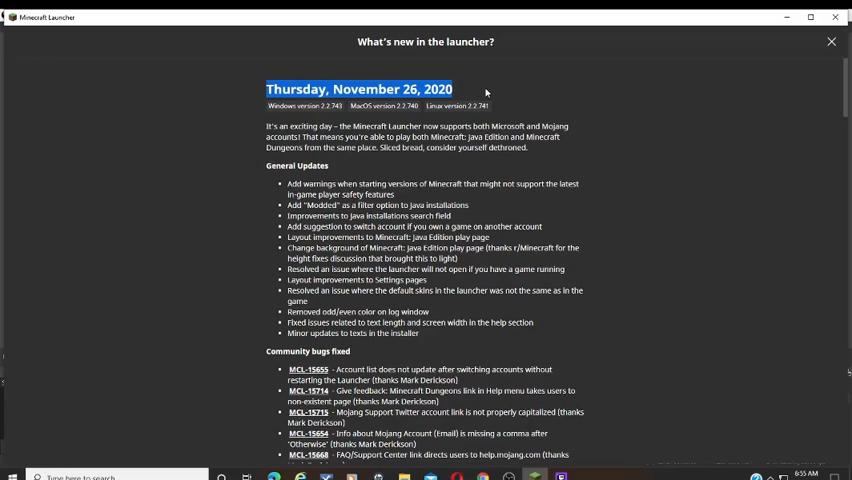 Minecraft Launcher
What's new in the launcher?
Thursday, November 26, 2020
Windows version 2.2.743 MacOS version 2.2.740 Linux version 2.2.741
It's an exciting day – the Minecraft Launcher now supports both Microsoft and Mojang
accounts! That means you're able to play both Minecraft: Java Edition and Minecraft
Dungeons from the same place. Sliced bread, consider yourself dethroned.
General Updates
• Add warnings when starting versions of Minecraft that might not support the latest
in-game player safety features
• Add "Modded" as a filter option to Java installations
• Improvements to Java installations search field
• Add suggestion to switch account if you own a game on another account
• Layout improvements to Minecraft: Java Edition play page
• Change background of Minecraft: Java Edition play page (thanks r/Minecraft for the
height fixes discussion that brought this to light)
• Resolved an issue where the launcher will not open if you have a game running
• Layout improvements to Settings pages
• Resolved an issue where the default skins in the launcher was not the same as in the
game
• Removed odd/even color on log window
• Fixed issues related to text length and screen width in the help section
• Minor updates to texts in the installer
Community bugs fixed
• MCL-15655 - Account list does not update after switching accounts without
restarting the Launcher (thanks Mark Derickson)
• MCL-15714 - Give feedback: Minecraft Dungeons link in Help menu takes users to
non-existent page (thanks Mark Derickson)
• MCL-15715 - Mojang Support Twitter account link is not properly capitalized (thanks
Mark Derickson)
• MCL-15654 - Info about Mojang Account (Email) is missing a comma after
'Otherwise' (thanks Mark Derickson)
• MCL-15668 - FAQ/Support Center link directs users to help.mojang.com (thanks
Type here to search
6:55 AM